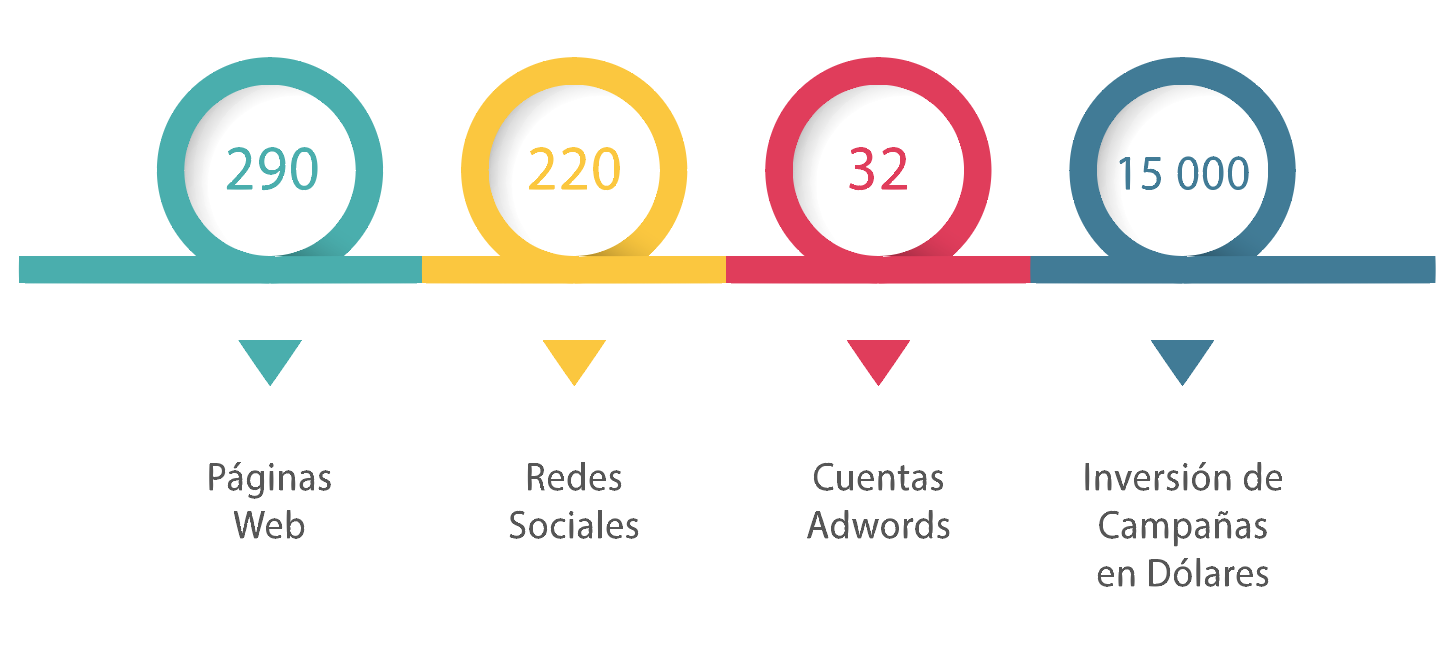 290
220
32
15 000
Páginas
Web
Redes
Sociales
Cuentas
Adwords
Inversión de
Campañas
en Dólares